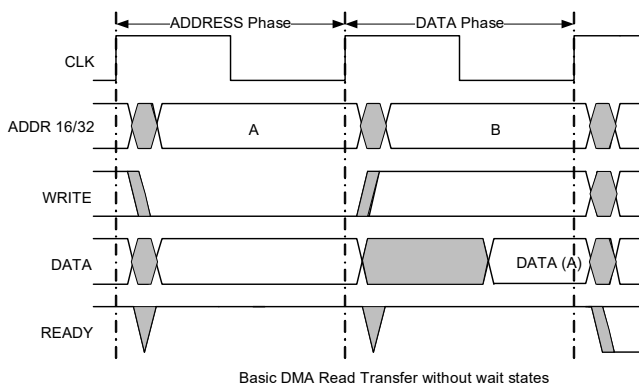 ADDRESS Phase DATA Phase
CLK
ADDR 16/32 A B
WRITE
DATA DATA (A)
READY
Basic DMA Read Transfer without wait states